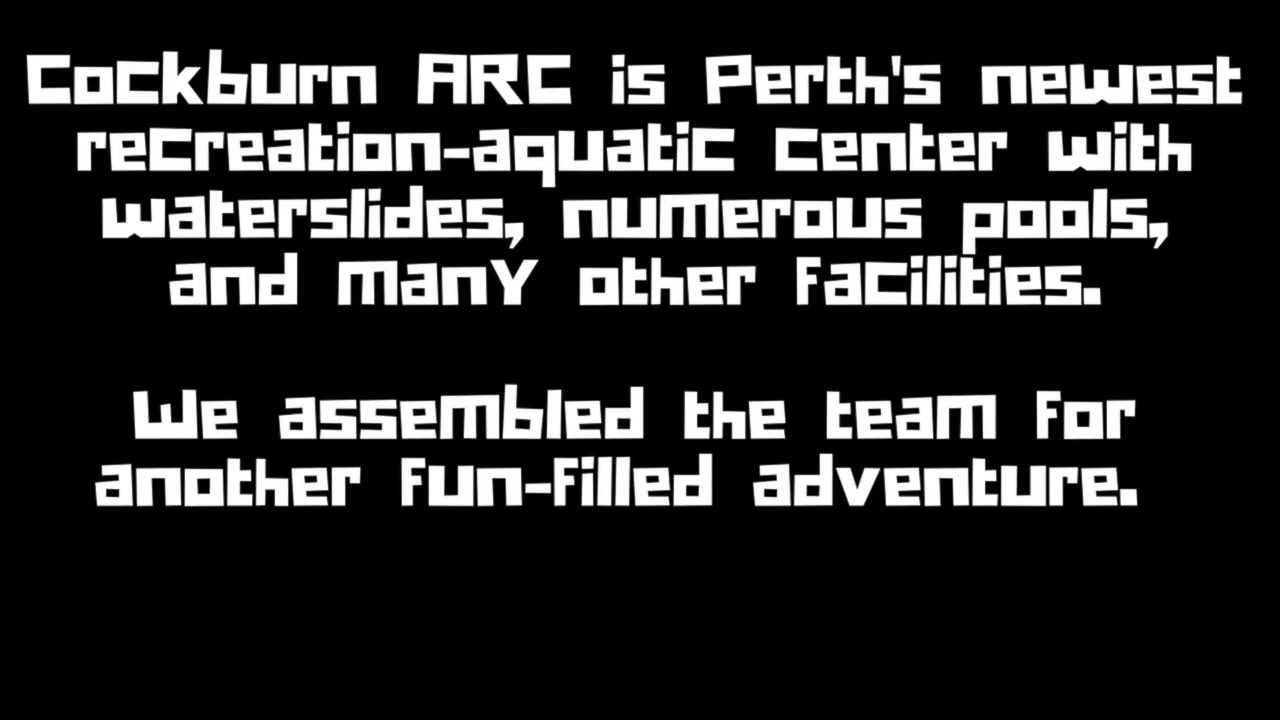 Cockburn ARC is Perth's newest
recreation-aquatic center with
waterslides, numerous pools,
and many other facilities.
We assembled the team for
another fun-filled adventure.